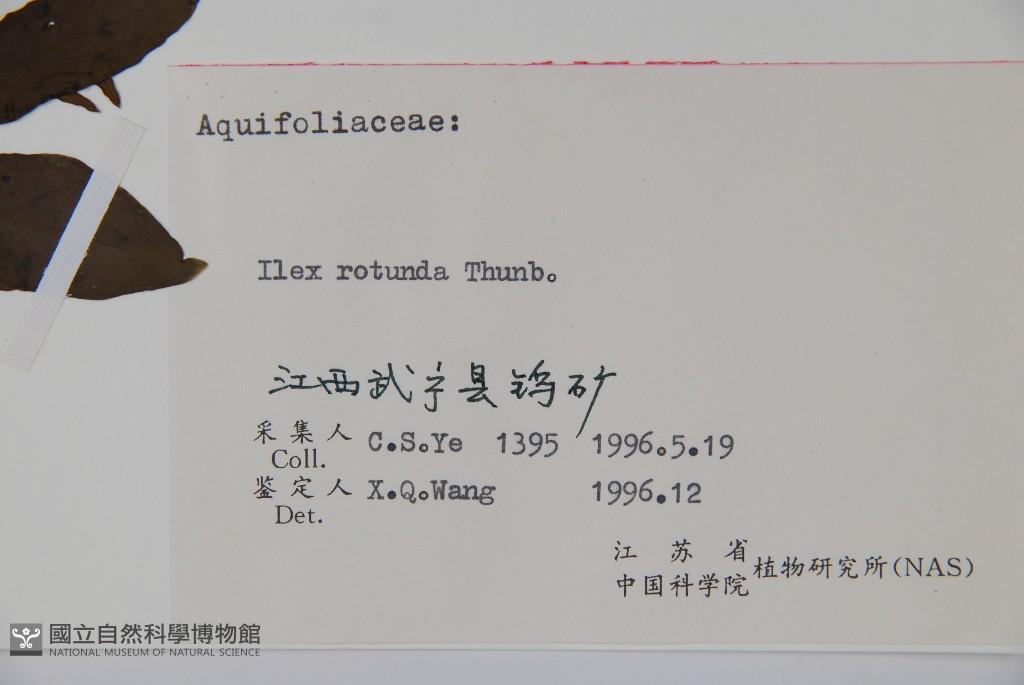 Aquifoliaceae:
Ilex rotunda Thunb。
江西武宁县钨矿
采集人 C.S.Ye 1395 1996.5.19
Coll.
鉴定人 X.Q.Wang 1996.12
Det.
江苏省
中国科学院 植物研究所(NAS)
國立自然科學博物館
NATIONAL MUSEUM OF NATURAL SCIENCE